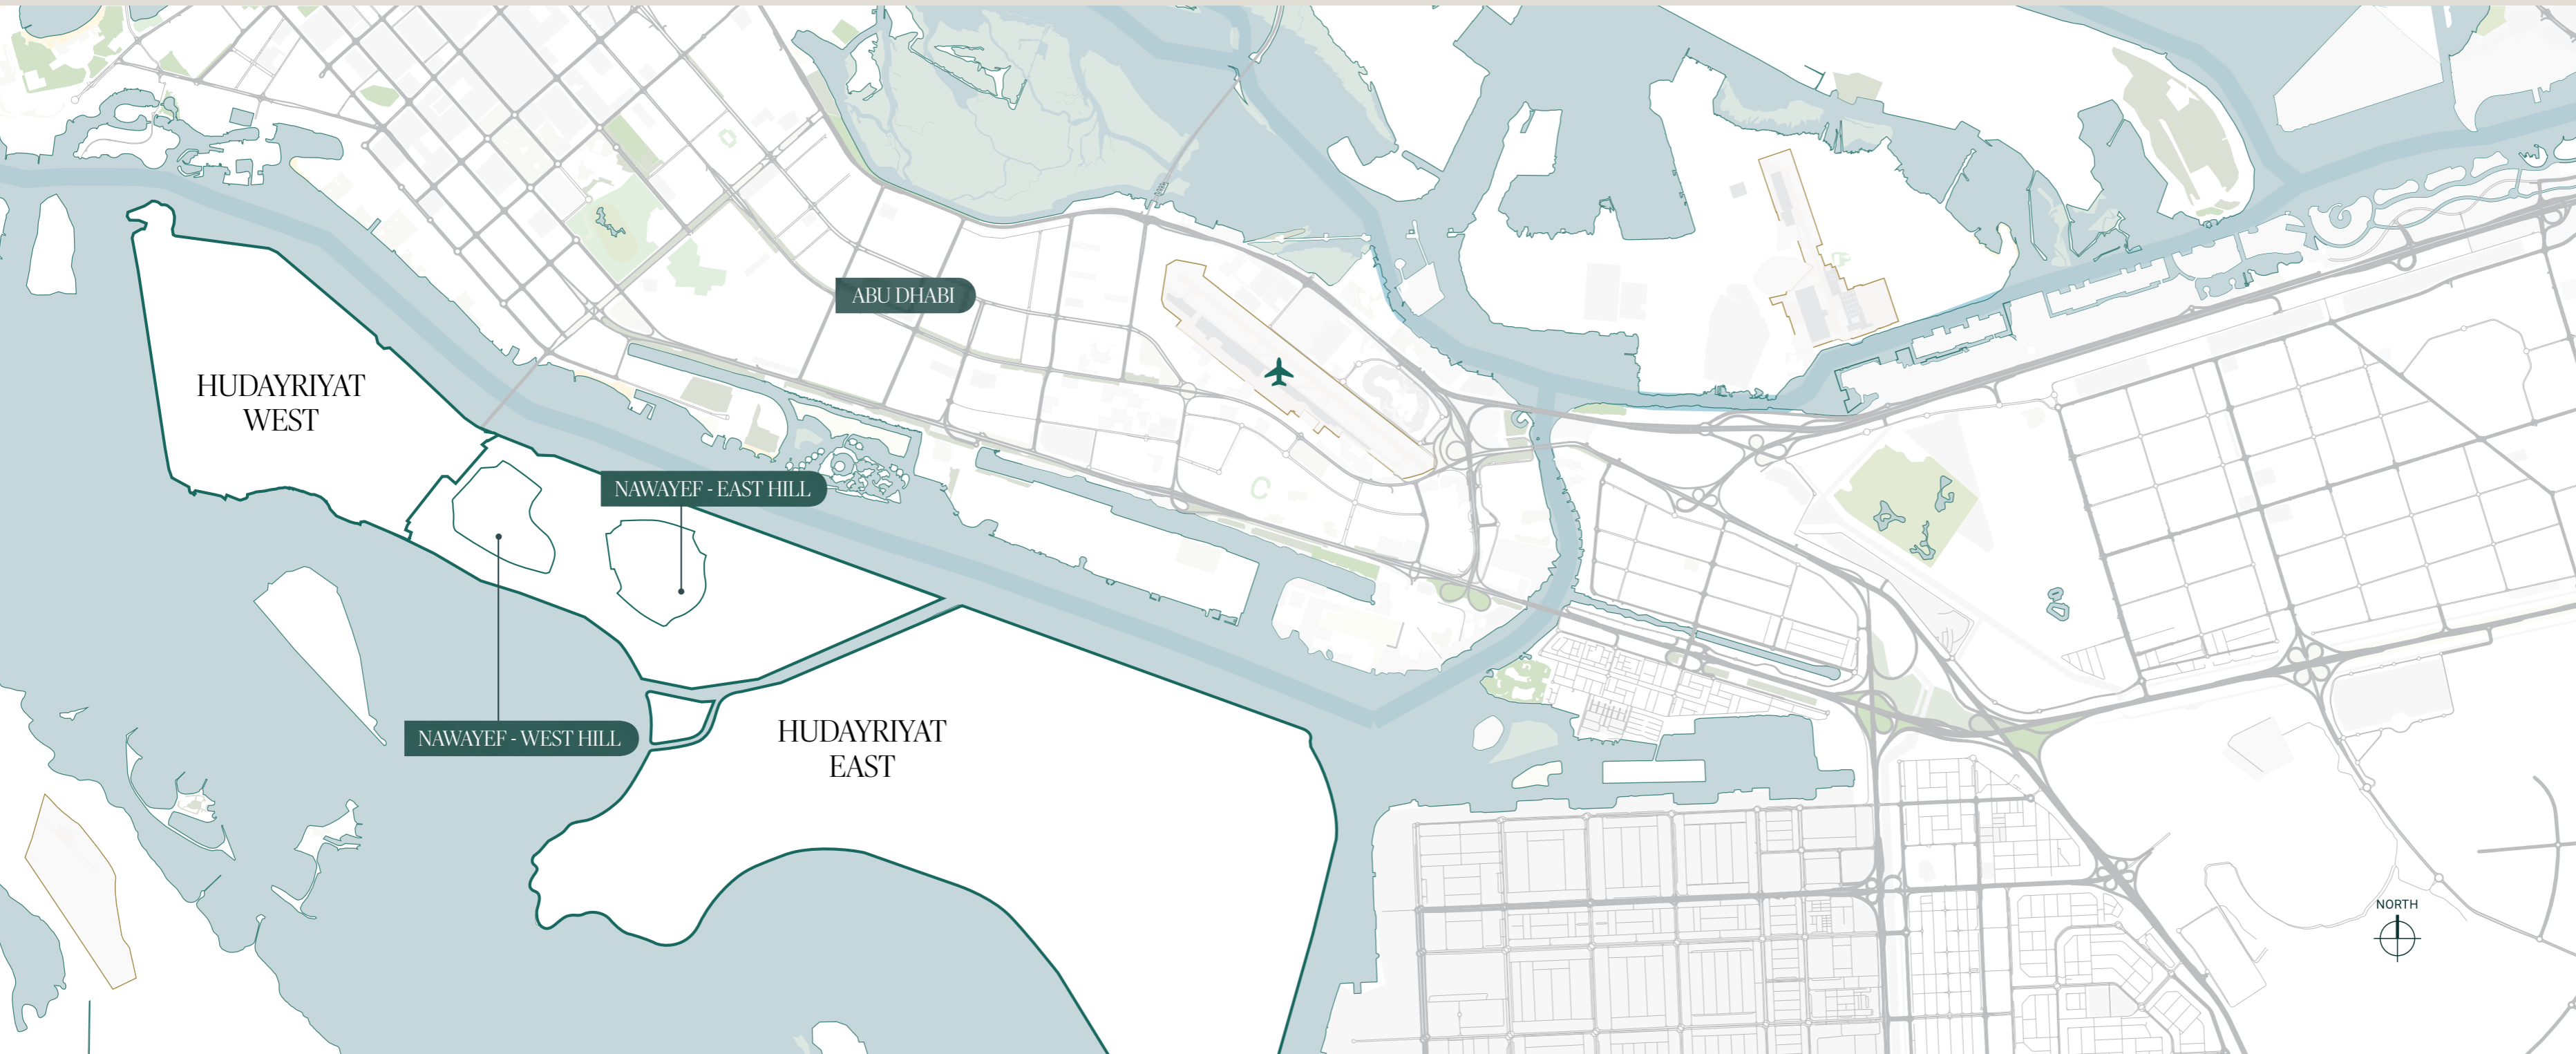 ABU DHABI
HUDAYRIYAT
WEST
NAWAYEF - EAST HILL
NAWAYEF - WEST HILL
HUDAYRIYAT
EAST
NORTH